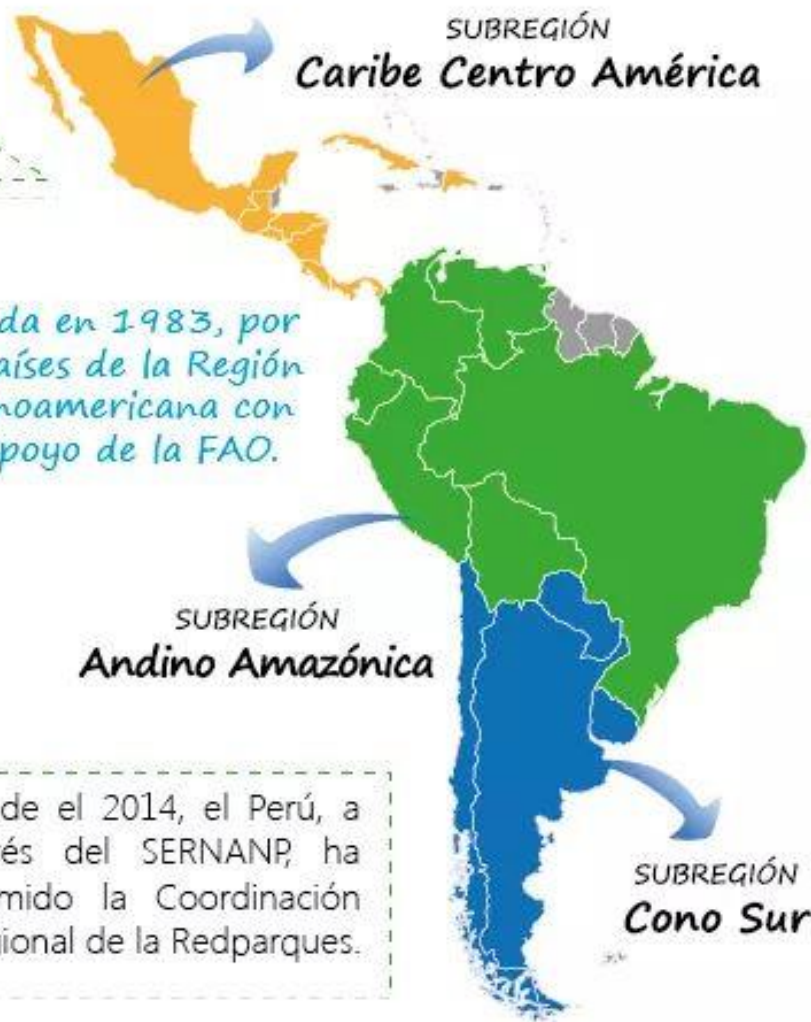 SUBREGIÓN
Caribe Centro América
da en 1983, por
aíses de la Región
noamericana con
poyo de la FAO.
SUBREGIÓN
Andino Amazónica
de el 2014, el Perú, a
és del SERNANP, ha
mido la Coordinación
gional de la Redparques.
SUBREGIÓN
Cono Sur